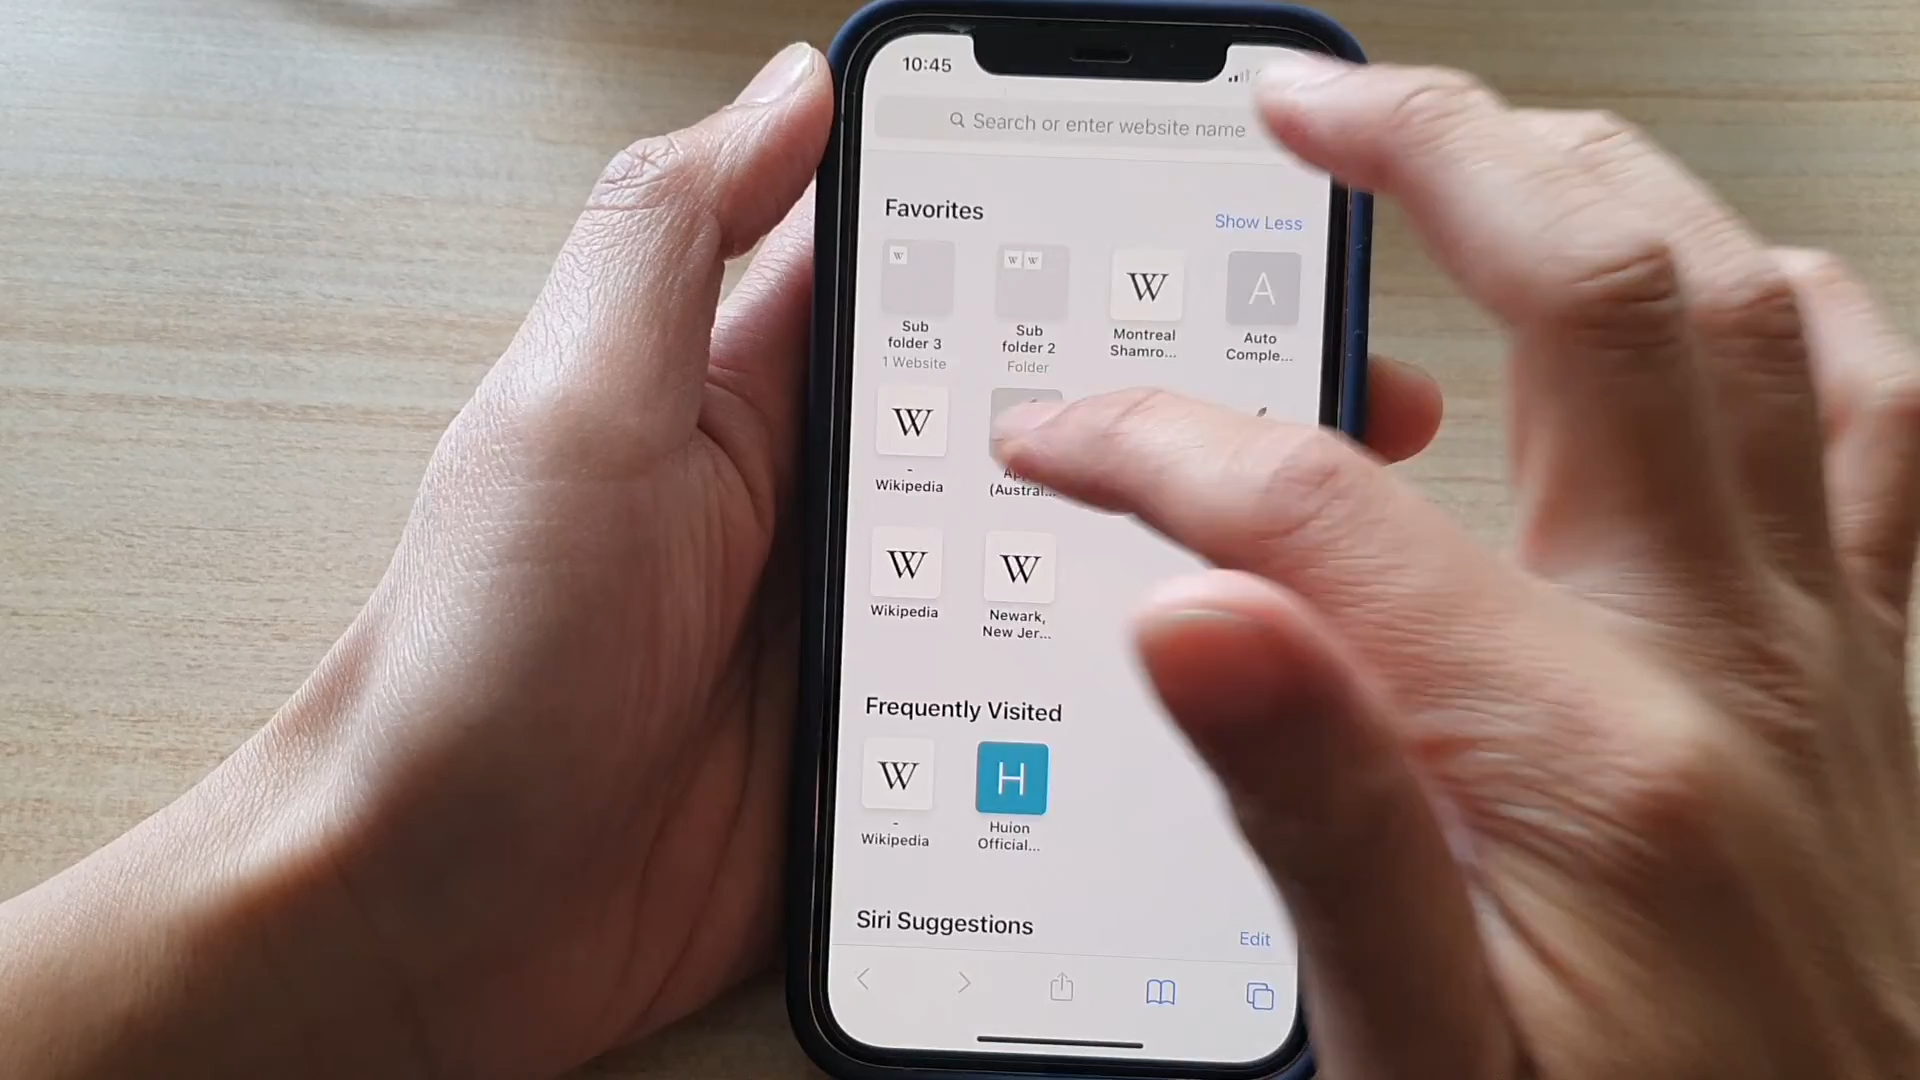 10:45
Search or enter website name
Favorites
Show Less
W
W W
W
A
Sub
folder 3
1 Website
Sub
folder 2
Folder
Montreal
Shamro...
Auto
Comple...
W
-
Wikipedia
(Austral...
W
W
Wikipedia
Newark,
New Jer...
Frequently Visited
W
H
-
Wikipedia
Huion
Official...
Siri Suggestions
Edit